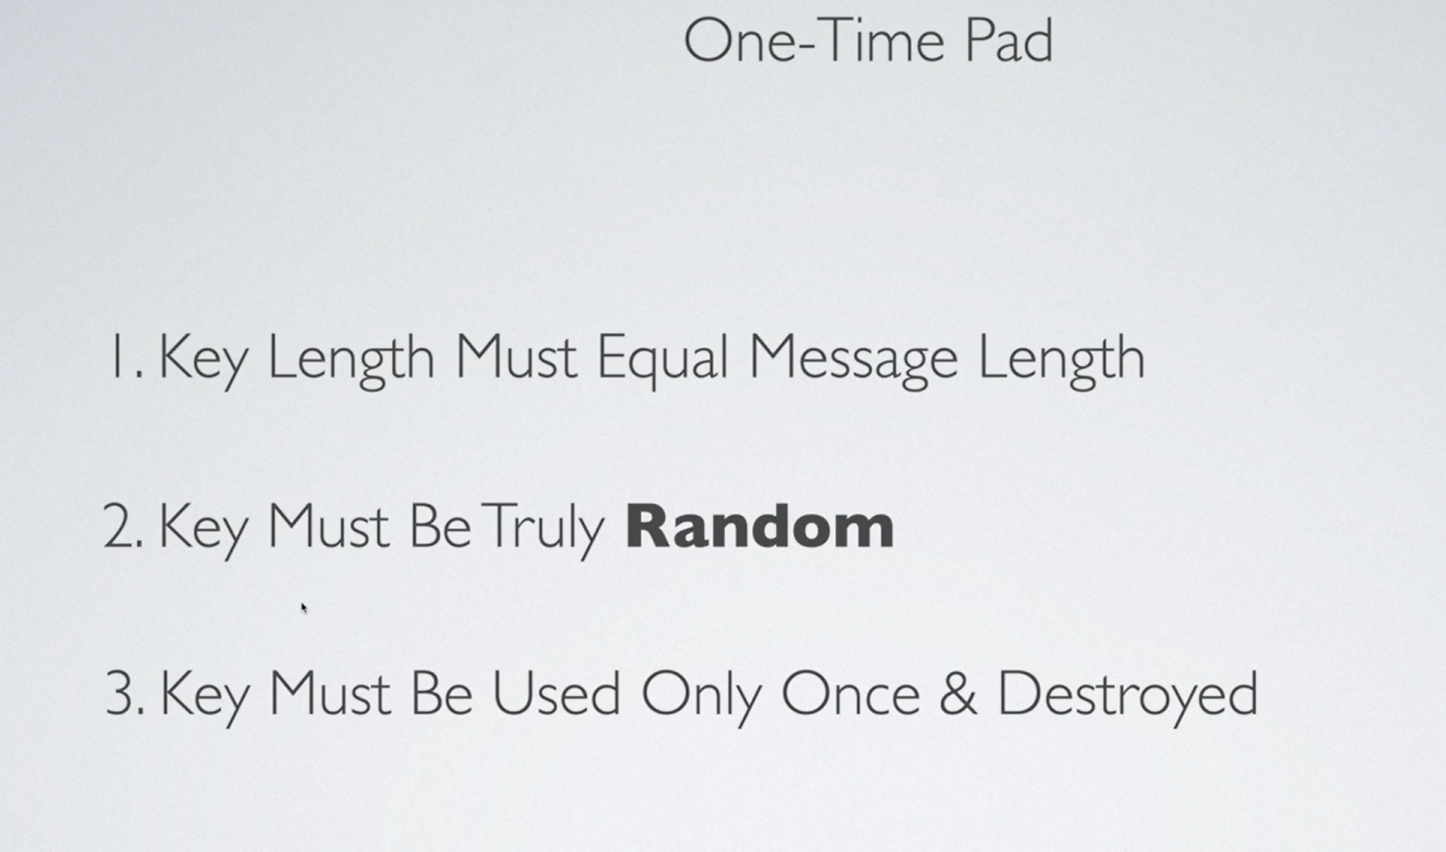 One-Time Pad
1. Key Length Must Equal Message Length
2. Key Must Be Truly Random
3. Key Must Be Used Only Once & Destroyed